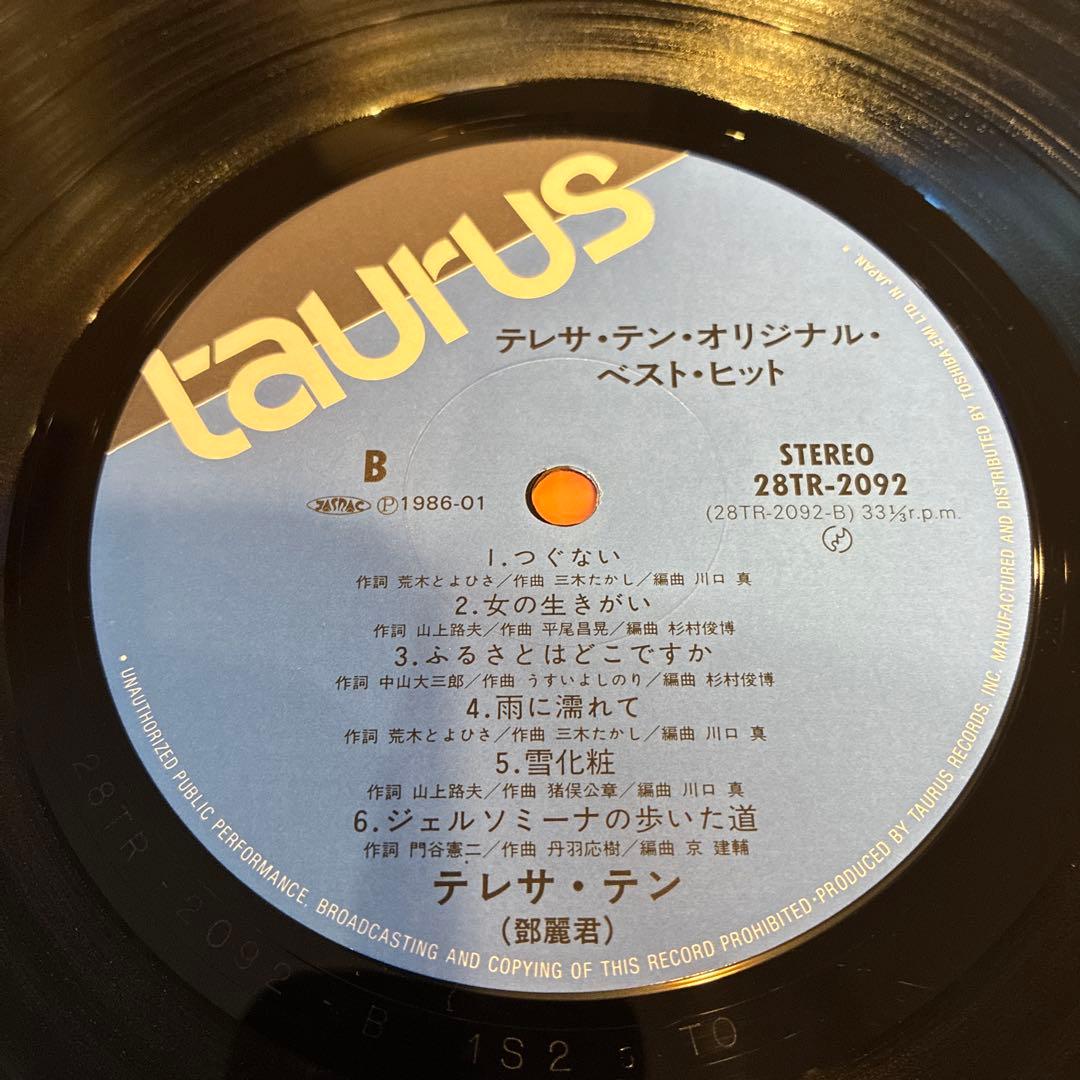 taurus
テレサ・テン・オリジナル・
ベスト・ヒット
B
JASRAC Ⓟ1986-01
STEREO
28TR-2092
(28TR-2092-B) 33⅓r.p.m.
1.つぐない
作詞 荒木とよひさ/作曲 三木たかし/編曲 川口 真
2.女の生きがい
作詞 山上路夫/作曲 平尾昌晃/編曲 杉村俊博
3.ふるさとはどこですか
作詞 中山大三郎/作曲 うすいよしのり/編曲 杉村俊博
4.雨に濡れて
作詞 荒木とよひさ/作曲 三木たかし/編曲 川口 真
5.雪化粧
作詞 山上路夫/作曲 猪俣公章/編曲 川口 真
6.ジェルソミーナの歩いた道
作詞 門谷憲二/作曲 丹羽応樹/編曲 京 建輔
テレサ・テン
(鄧麗君)
• UNAUTHORIZED PUBLIC PERFORMANCE, BROADCASTING AND COPYING OF THIS RECORD PROHIBITED•PRODUCED BY TAURUS RECORDS, INC. MANUFACTURED AND DISTRIBUTED BY TOSHIBA-EMI LTD. IN JAPAN. •
28TR-2092-B 1S2 TO